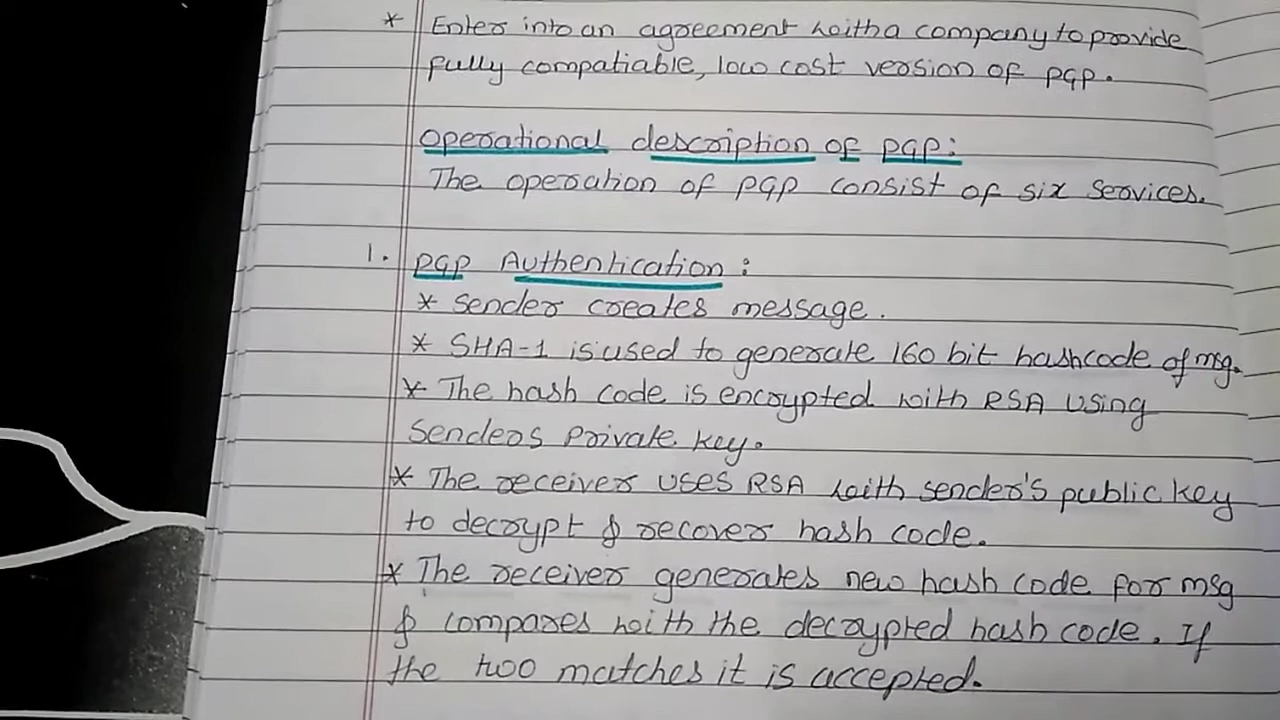 * Enter into an agreement with a company to provide
fully compatiable, low cost version of PGP.
Operational description of PGP:
The operation of PGP consist of six services.
1. PGP Authentication:
* Sender creates message.
* SHA-1 is used to generate 160 bit hashcode of msg.
* The hash code is encrypted with RSA using
senders private key.
* The receiver uses RSA with sender's public key
to decrypt & recover hash code.
* The receiver generates new hash code for msg
& compares with the decrypted hash code. If
the two matches it is accepted.